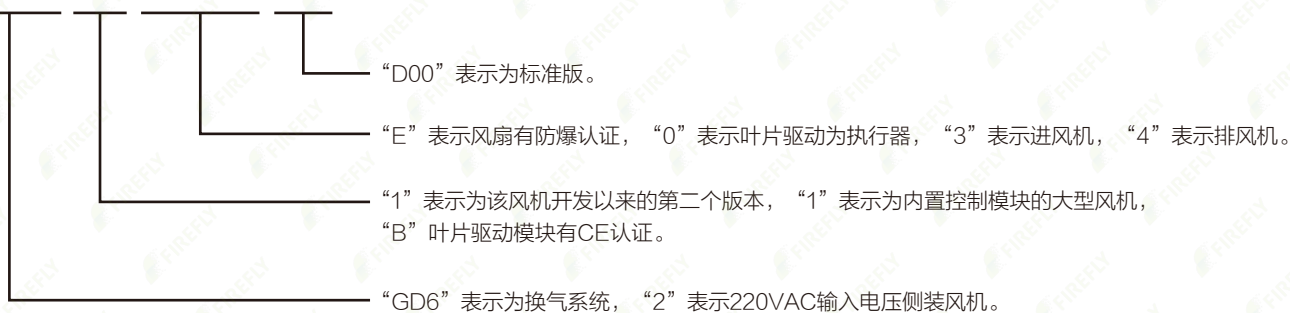 “D00”表示为标准版。
“E”表示风扇有防爆认证，“0”表示叶片驱动为执行器，“3”表示进风机，“4”表示排风机。
“1”表示为该风机开发以来的第二个版本，“1”表示为内置控制模块的大型风机，
“B”叶片驱动模块有CE认证。
“GD6”表示为换气系统，“2”表示220VAC输入电压侧装风机。